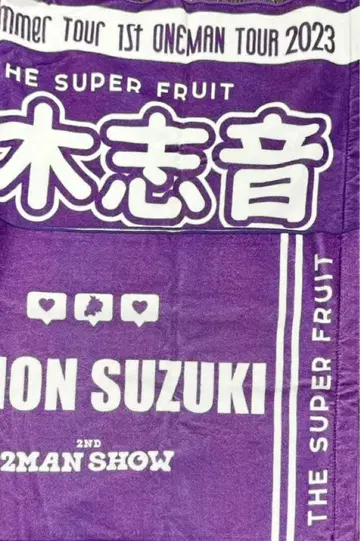 mmer Tour 1ST ONEMAN TOUR 2023
HE SUPER FRUIT
木志音
ION SUZUKI
2ND
2MAN SHOW
THE SUPER FRUIT